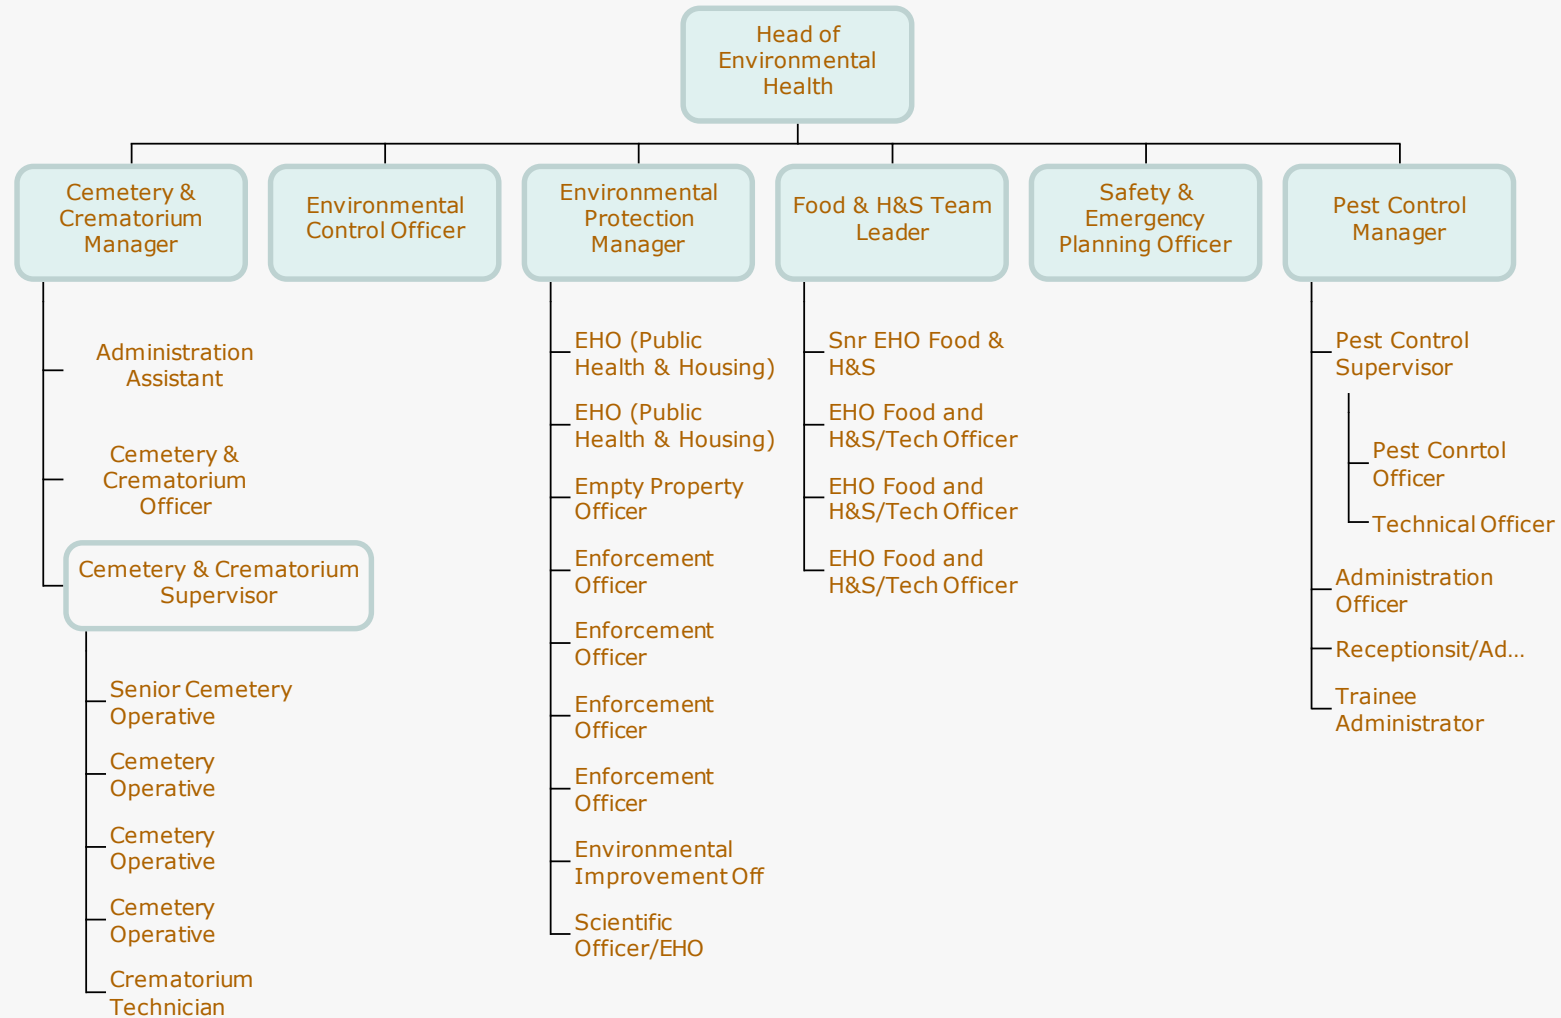 Head of
Environmental
Health
Cemetery &
Crematorium
Manager
Environmental
Control Officer
Environmental
Protection
Manager
Food & H&S Team
Leader
Safety &
Emergency
Planning Officer
Pest Control
Manager
Administration
Assistant
Cemetery &
Crematorium
Officer
Cemetery & Crematorium
Supervisor
Senior Cemetery
Operative
Cemetery
Operative
Cemetery
Operative
Cemetery
Operative
Crematorium
Technician
EHO (Public
Health & Housing)
EHO (Public
Health & Housing)
Empty Property
Officer
Enforcement
Officer
Enforcement
Officer
Enforcement
Officer
Enforcement
Officer
Environmental
Improvement Off
Scientific
Officer/EHO
Snr EHO Food &
H&S
EHO Food and
H&S/Tech Officer
EHO Food and
H&S/Tech Officer
EHO Food and
H&S/Tech Officer
Pest Control
Supervisor
Pest Conrtol
Officer
Technical Officer
Administration
Officer
Receptionsit/Ad...
Trainee
Administrator